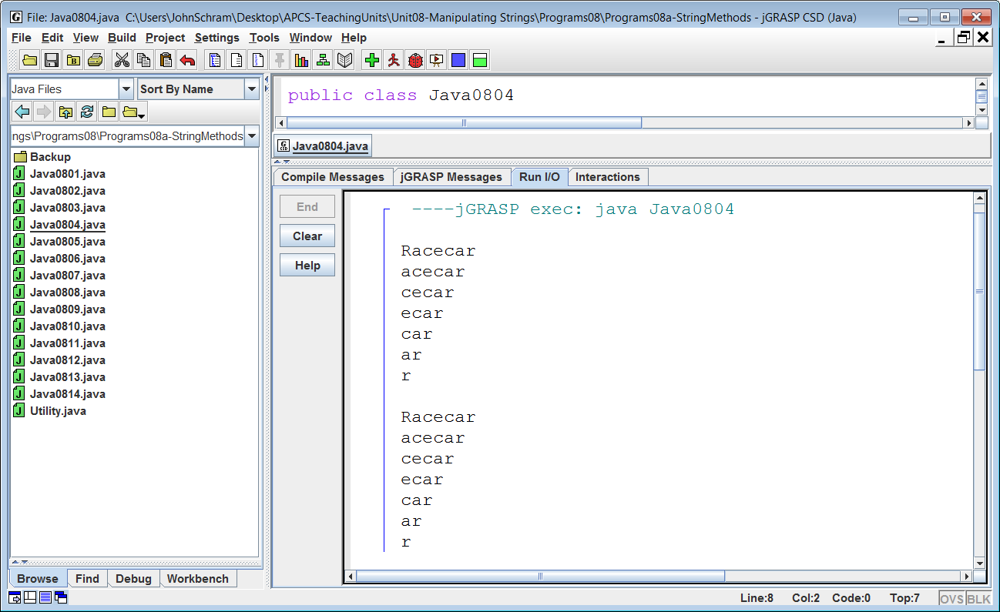 File: Java0804.java  C:\Users\JohnSchram\Desktop\APCS-TeachingUnits\Unit08-Manipulating Strings\Programs08\Programs08a-StringMethods - jGRASP CSD (Java)
File Edit View Build Project Settings Tools Window Help
Java Files
Sort By Name
ngs\Programs08\Programs08a-StringMethods
Backup
Java0801.java
Java0802.java
Java0803.java
Java0804.java
Java0805.java
Java0806.java
Java0807.java
Java0808.java
Java0809.java
Java0810.java
Java0811.java
Java0812.java
Java0813.java
Java0814.java
Utility.java
Browse Find Debug Workbench
public class Java0804
Java0804.java
Compile Messages jGRASP Messages Run I/O Interactions
End
Clear
Help
----jGRASP exec: java Java0804
Racecar
acecar
cecar
ecar
car
ar
r
Racecar
acecar
cecar
ecar
car
ar
r
Line:8 Col:2 Code:0 Top:7 OVS BLK